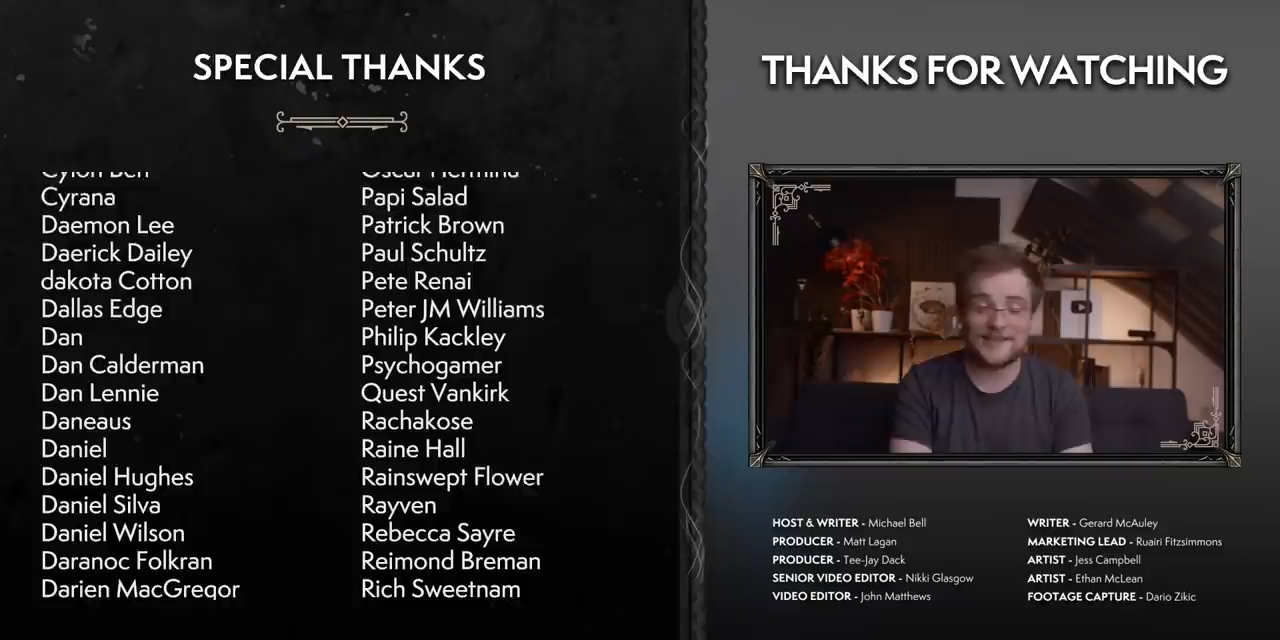 SPECIAL THANKS
Cyrana
Daemon Lee
Daerick Dailey
dakota Cotton
Dallas Edge
Dan
Dan Calderman
Dan Lennie
Daneaus
Daniel
Daniel Hughes
Daniel Silva
Daniel Wilson
Daranoc Folkran
Darien MacGregor
Papi Salad
Patrick Brown
Paul Schultz
Pete Renai
Peter JM Williams
Philip Kackley
Psychogamer
Quest Vankirk
Rachakose
Raine Hall
Rainswept Flower
Rayven
Rebecca Sayre
Reimond Breman
Rich Sweetnam
THANKS FOR WATCHING
HOST & WRITER - Michael Bell
PRODUCER - Matt Lagan
PRODUCER - Tee-Jay Dack
SENIOR VIDEO EDITOR - Nikki Glasgow
VIDEO EDITOR - John Matthews
WRITER - Gerard McAuley
MARKETING LEAD - Ruairi Fitzsimmons
ARTIST - Jess Campbell
ARTIST - Ethan McLean
FOOTAGE CAPTURE - Dario Zikic